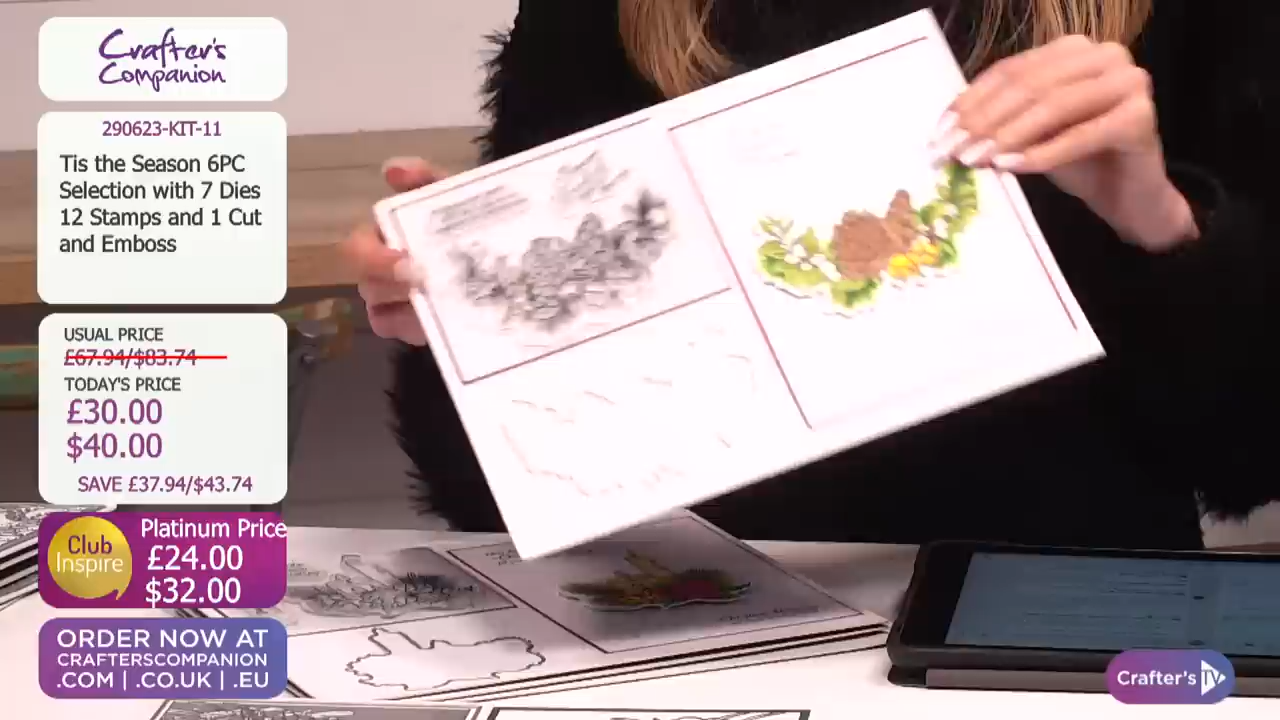 Crafter's
Companion
290623-KIT-11
Tis the Season 6PC
Selection with 7 Dies
12 Stamps and 1 Cut
and Emboss
USUAL PRICE
£67.94/$83.74
TODAY'S PRICE
£30.00
$40.00
SAVE £37.94/$43.74
Club
Inspire
Platinum Price
£24.00
$32.00
ORDER NOW AT
CRAFTERSCOMPANION
.COM | .CO.UK | .EU
Crafter's TV